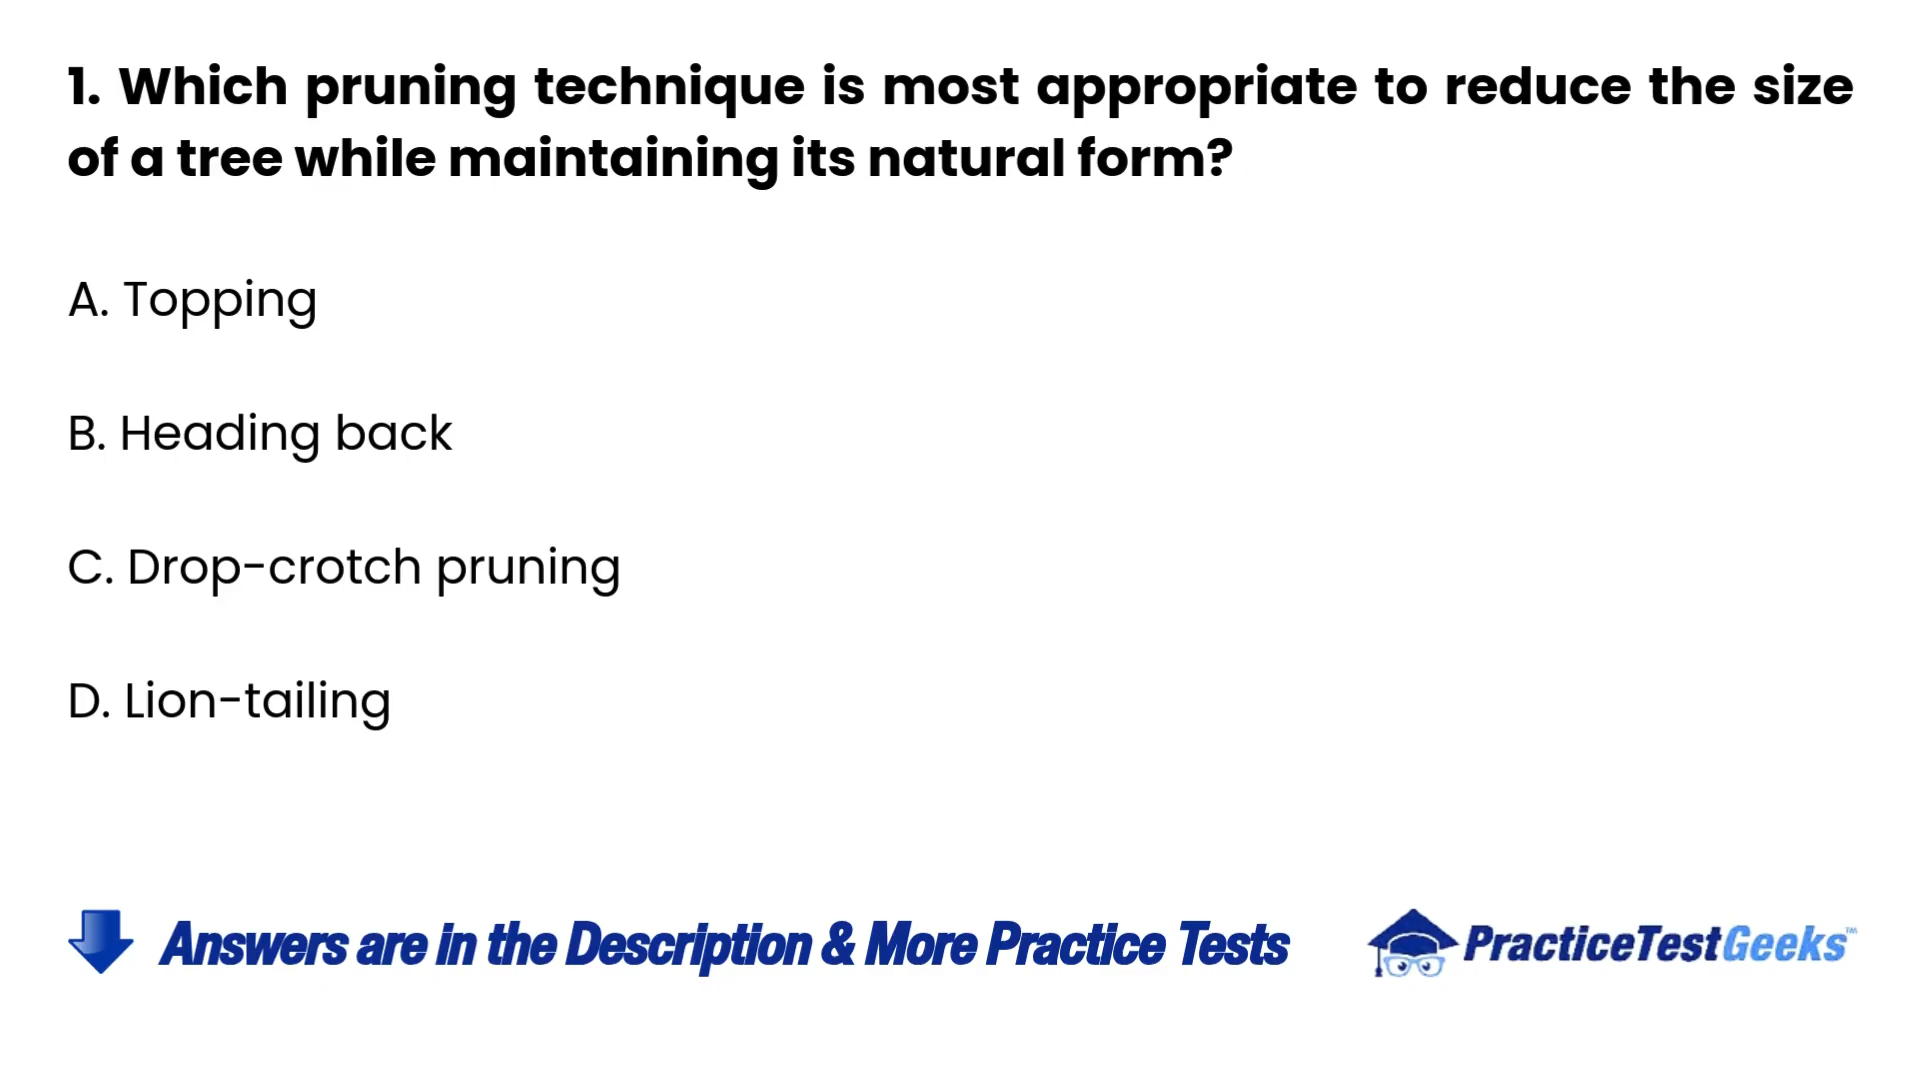 1. Which pruning technique is most appropriate to reduce the size
of a tree while maintaining its natural form?
A. Topping
B. Heading back
C. Drop-crotch pruning
D. Lion-tailing
Answers are in the Description & More Practice Tests
PracticeTestGeeks™